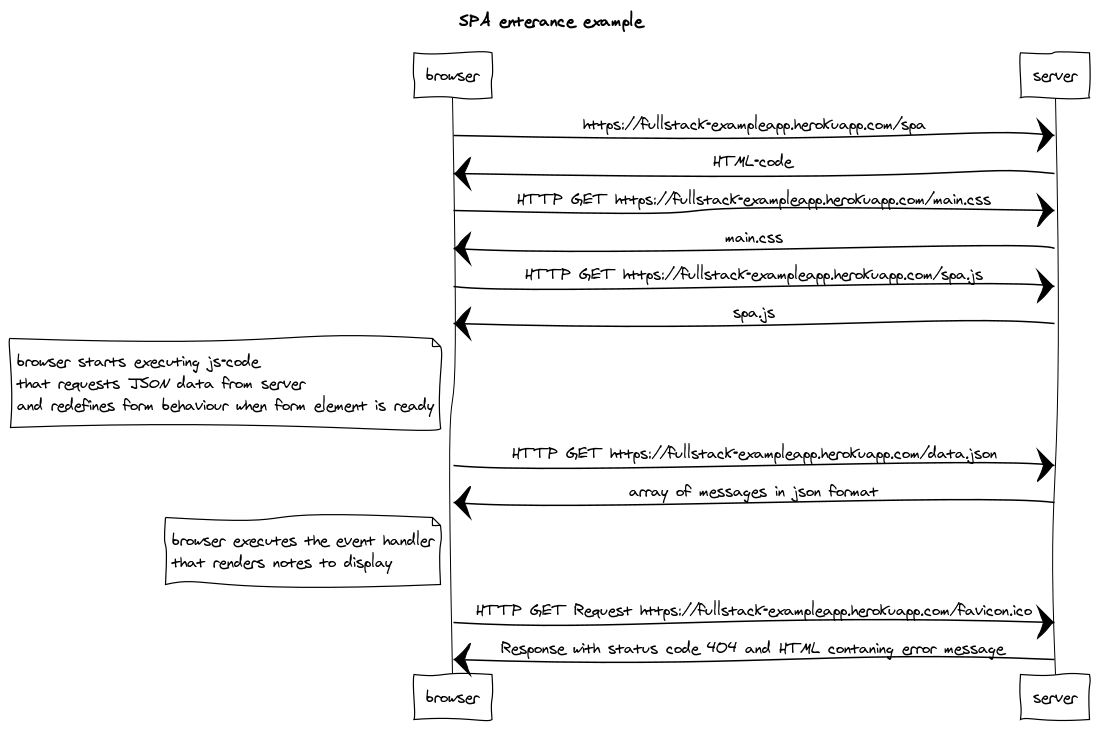 SPA enterance example
browser
server
https://fullstack-exampleapp.herokuapp.com/spa
HTML-code
HTTP GET https://fullstack-exampleapp.herokuapp.com/main.css
main.css
HTTP GET https://fullstack-exampleapp.herokuapp.com/spa.js
spa.js
browser starts executing js-code
that requests JSON data from server
and redefines form behaviour when form element is ready
HTTP GET https://fullstack-exampleapp.herokuapp.com/data.json
array of messages in json format
browser executes the event handler
that renders notes to display
HTTP GET Request https://fullstack-exampleapp.herokuapp.com/favicon.ico
Response with status code 404 and HTML contaning error message
browser
server